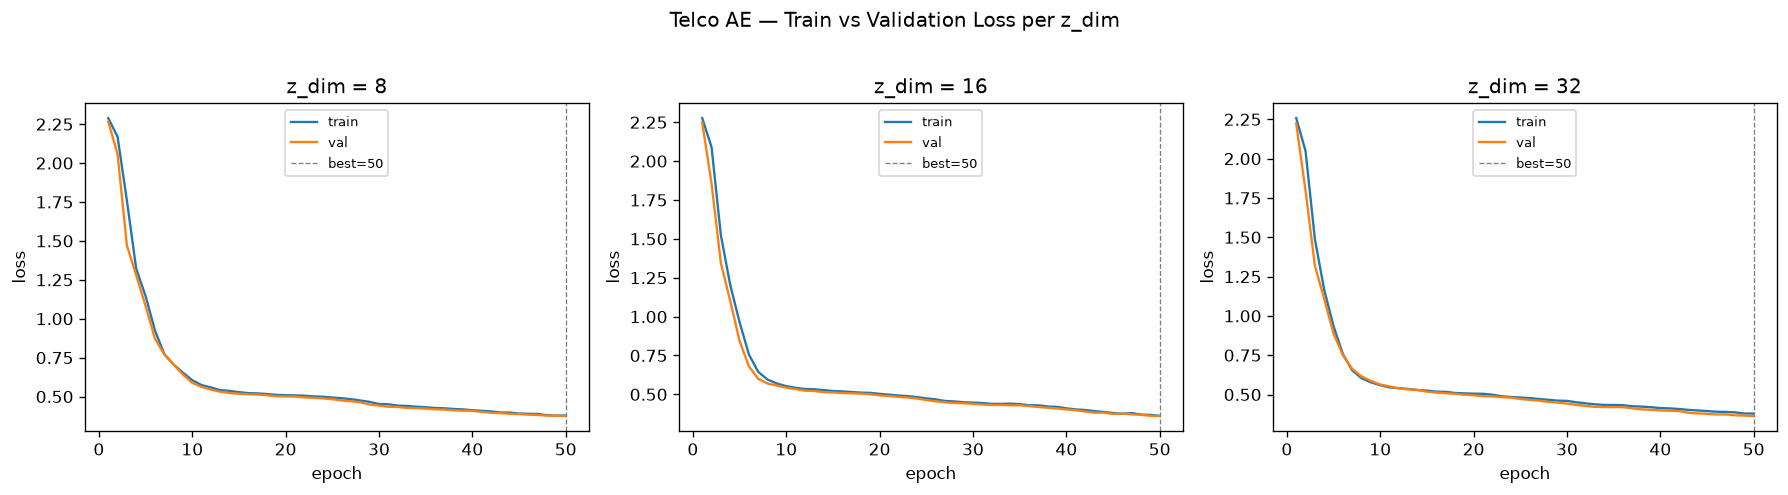 Telco AE — Train vs Validation Loss per z_dim
z_dim = 8
train
val
best=50
2.25
2.00
1.75
1.50
1.25
1.00
0.75
0.50
loss
0 10 20 30 40 50
epoch
z_dim = 16
train
val
best=50
2.25
2.00
1.75
1.50
1.25
1.00
0.75
0.50
loss
0 10 20 30 40 50
epoch
z_dim = 32
train
val
best=50
2.25
2.00
1.75
1.50
1.25
1.00
0.75
0.50
loss
0 10 20 30 40 50
epoch